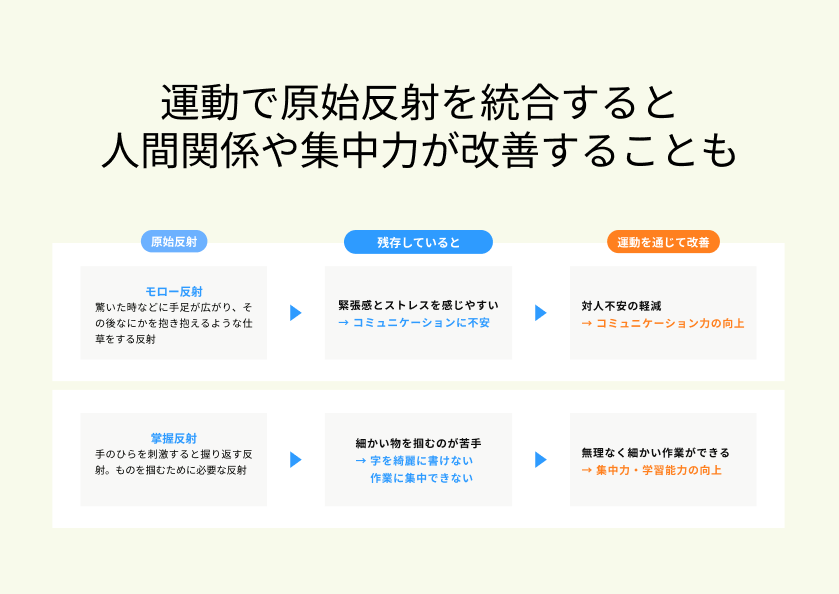 運動で原始反射を統合すると
人間関係や集中力が改善することも
原始反射
残存していると
運動を通じて改善
モロー反射
驚いた時などに手足が広がり、そ
の後なにかを抱き抱えるような仕
草をする反射
緊張感とストレスを感じやすい
→ コミュニケーションに不安
対人不安の軽減
→ コミュニケーション力の向上
掌握反射
手のひらを刺激すると握り返す反
射。ものを掴むために必要な反射
細かい物を掴むのが苦手
→ 字を綺麗に書けない
作業に集中できない
無理なく細かい作業ができる
→ 集中力・学習能力の向上